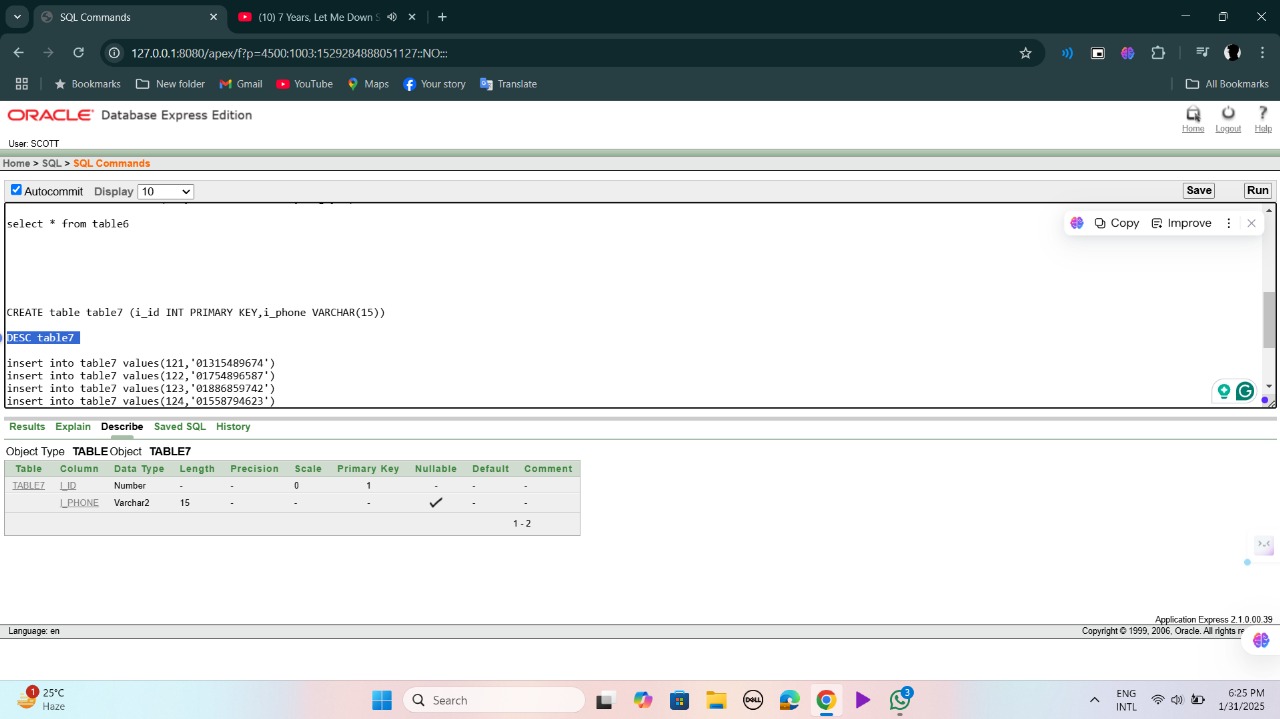 SQL Commands
(10) 7 Years, Let Me Down S
127.0.0.1:8080/apex/f?p=4500:1003:1529284888051127::NO:::
Bookmarks
New folder
Gmail
YouTube
Maps
Your story
Translate
All Bookmarks
ORACLE Database Express Edition
Home
Logout
Help
User: SCOTT
Home > SQL > SQL Commands
Autocommit Display 10
Save
Run
select * from table6
Copy
Improve
CREATE table table7 (i_id INT PRIMARY KEY,i_phone VARCHAR(15))
DESC table7
insert into table7 values(121,'01315489674')
insert into table7 values(122,'01754896587')
insert into table7 values(123,'01886859742')
insert into table7 values(124,'01558794623')
Results Explain Describe Saved SQL History
Object Type TABLE Object TABLE7
Table Column Data Type Length Precision Scale Primary Key Nullable Default Comment
TABLE7 I_ID Number - - 0 1 - - -
I_PHONE Varchar2 15 - - - ✓ - -
1 - 2
Application Express 2.1.0.00.39
Language: en
Copyright © 1999, 2006, Oracle. All rights re
1
25°C
Haze
Search
DELL
3
ENG
INTL
6:25 PM
1/31/2025